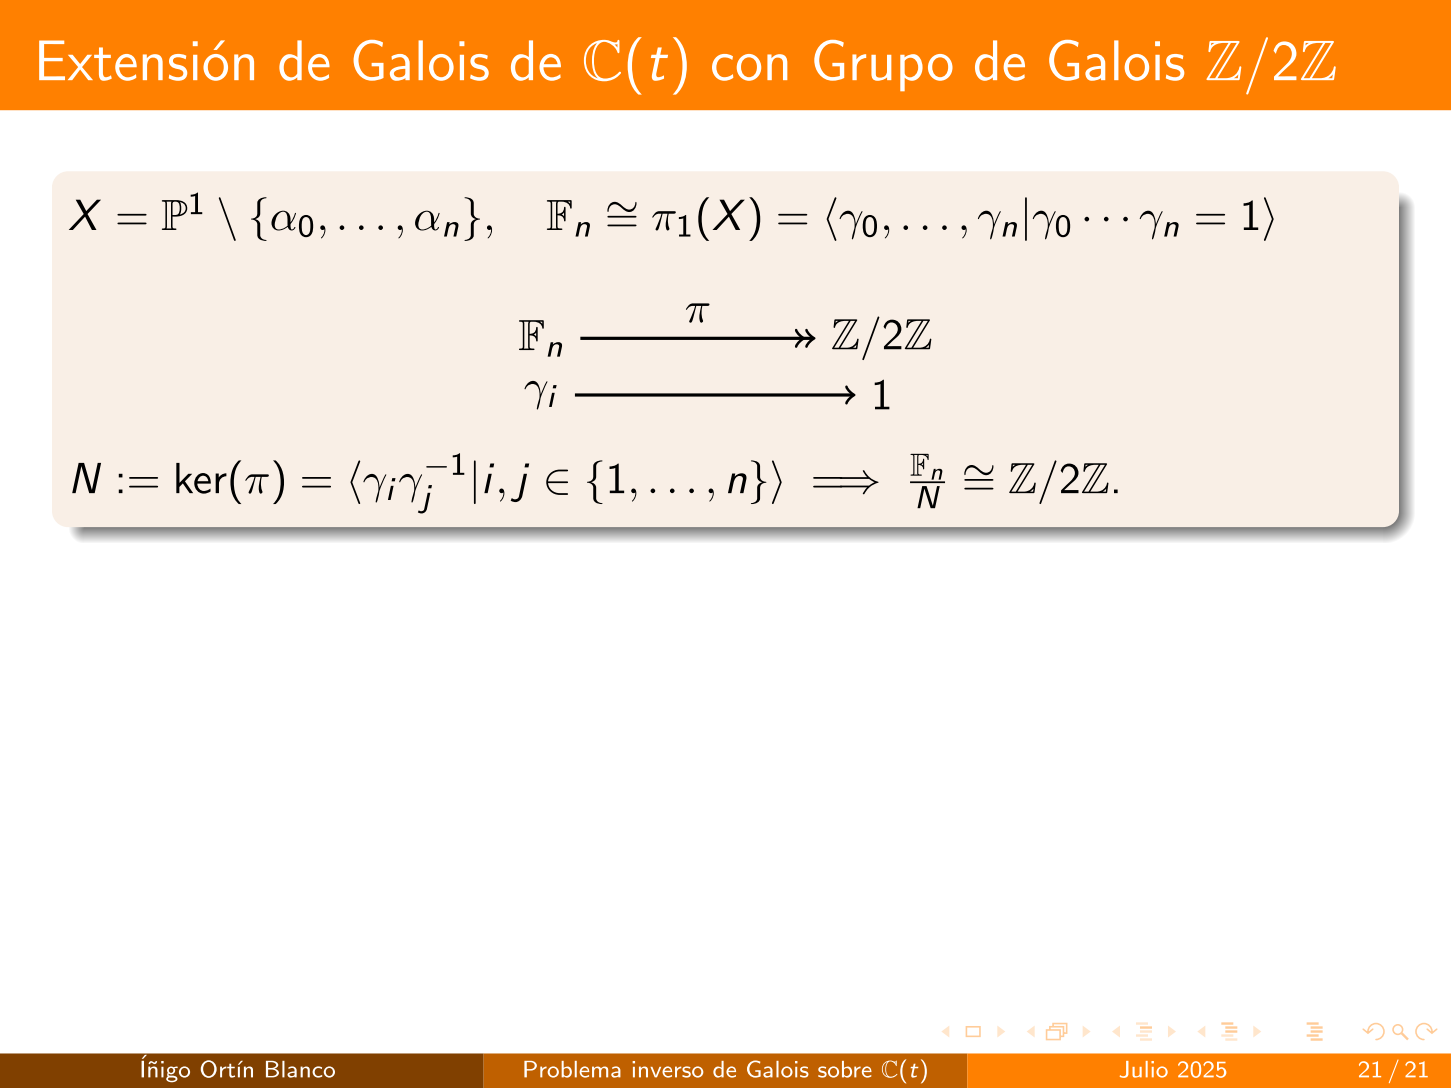 Extensión de Galois de ℂ(t) con Grupo de Galois ℤ/2ℤ
X = ℙ¹ \ {α₀, . . . , αₙ}, 𝔽ₙ ≅ π₁(X) = ⟨γ₀, . . . , γₙ|γ₀ · · · γₙ = 1⟩
π
𝔽ₙ ↠ ℤ/2ℤ
γᵢ → 1
N := ker(π) = ⟨γᵢγⱼ⁻¹|i, j ∈ {1, . . . , n}⟩ ⟹ 𝔽ₙ/N ≅ ℤ/2ℤ.
Íñigo Ortín Blanco
Problema inverso de Galois sobre ℂ(t)
Julio 2025
21 / 21